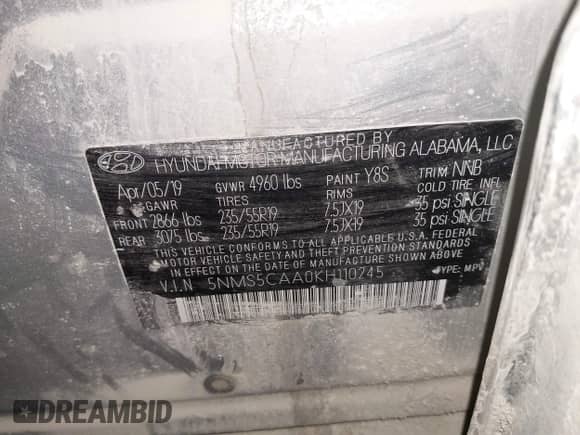 MANUFACTURED BY
HYUNDAI MOTOR MANUFACTURING ALABAMA, LLC
Apr/05/19 GVWR 4960 lbs PAINT Y8S TRIM NNB
GAWR TIRES RIMS COLD TIRE INFL
FRONT 2866 lbs 235/55R19 7.5JX19 35 psi SINGLE
REAR 3075 lbs 235/55R19 7.5JX19 35 psi SINGLE
THIS VEHICLE CONFORMS TO ALL APPLICABLE U.S.A. FEDERAL
MOTOR VEHICLE SAFETY AND THEFT PREVENTION STANDARDS
IN EFFECT ON THE DATE OF MANUFACTURE SHOWN ABOVE
V.I.N 5NMS5CAA0KH110245 TYPE: MPV
DREAMBID